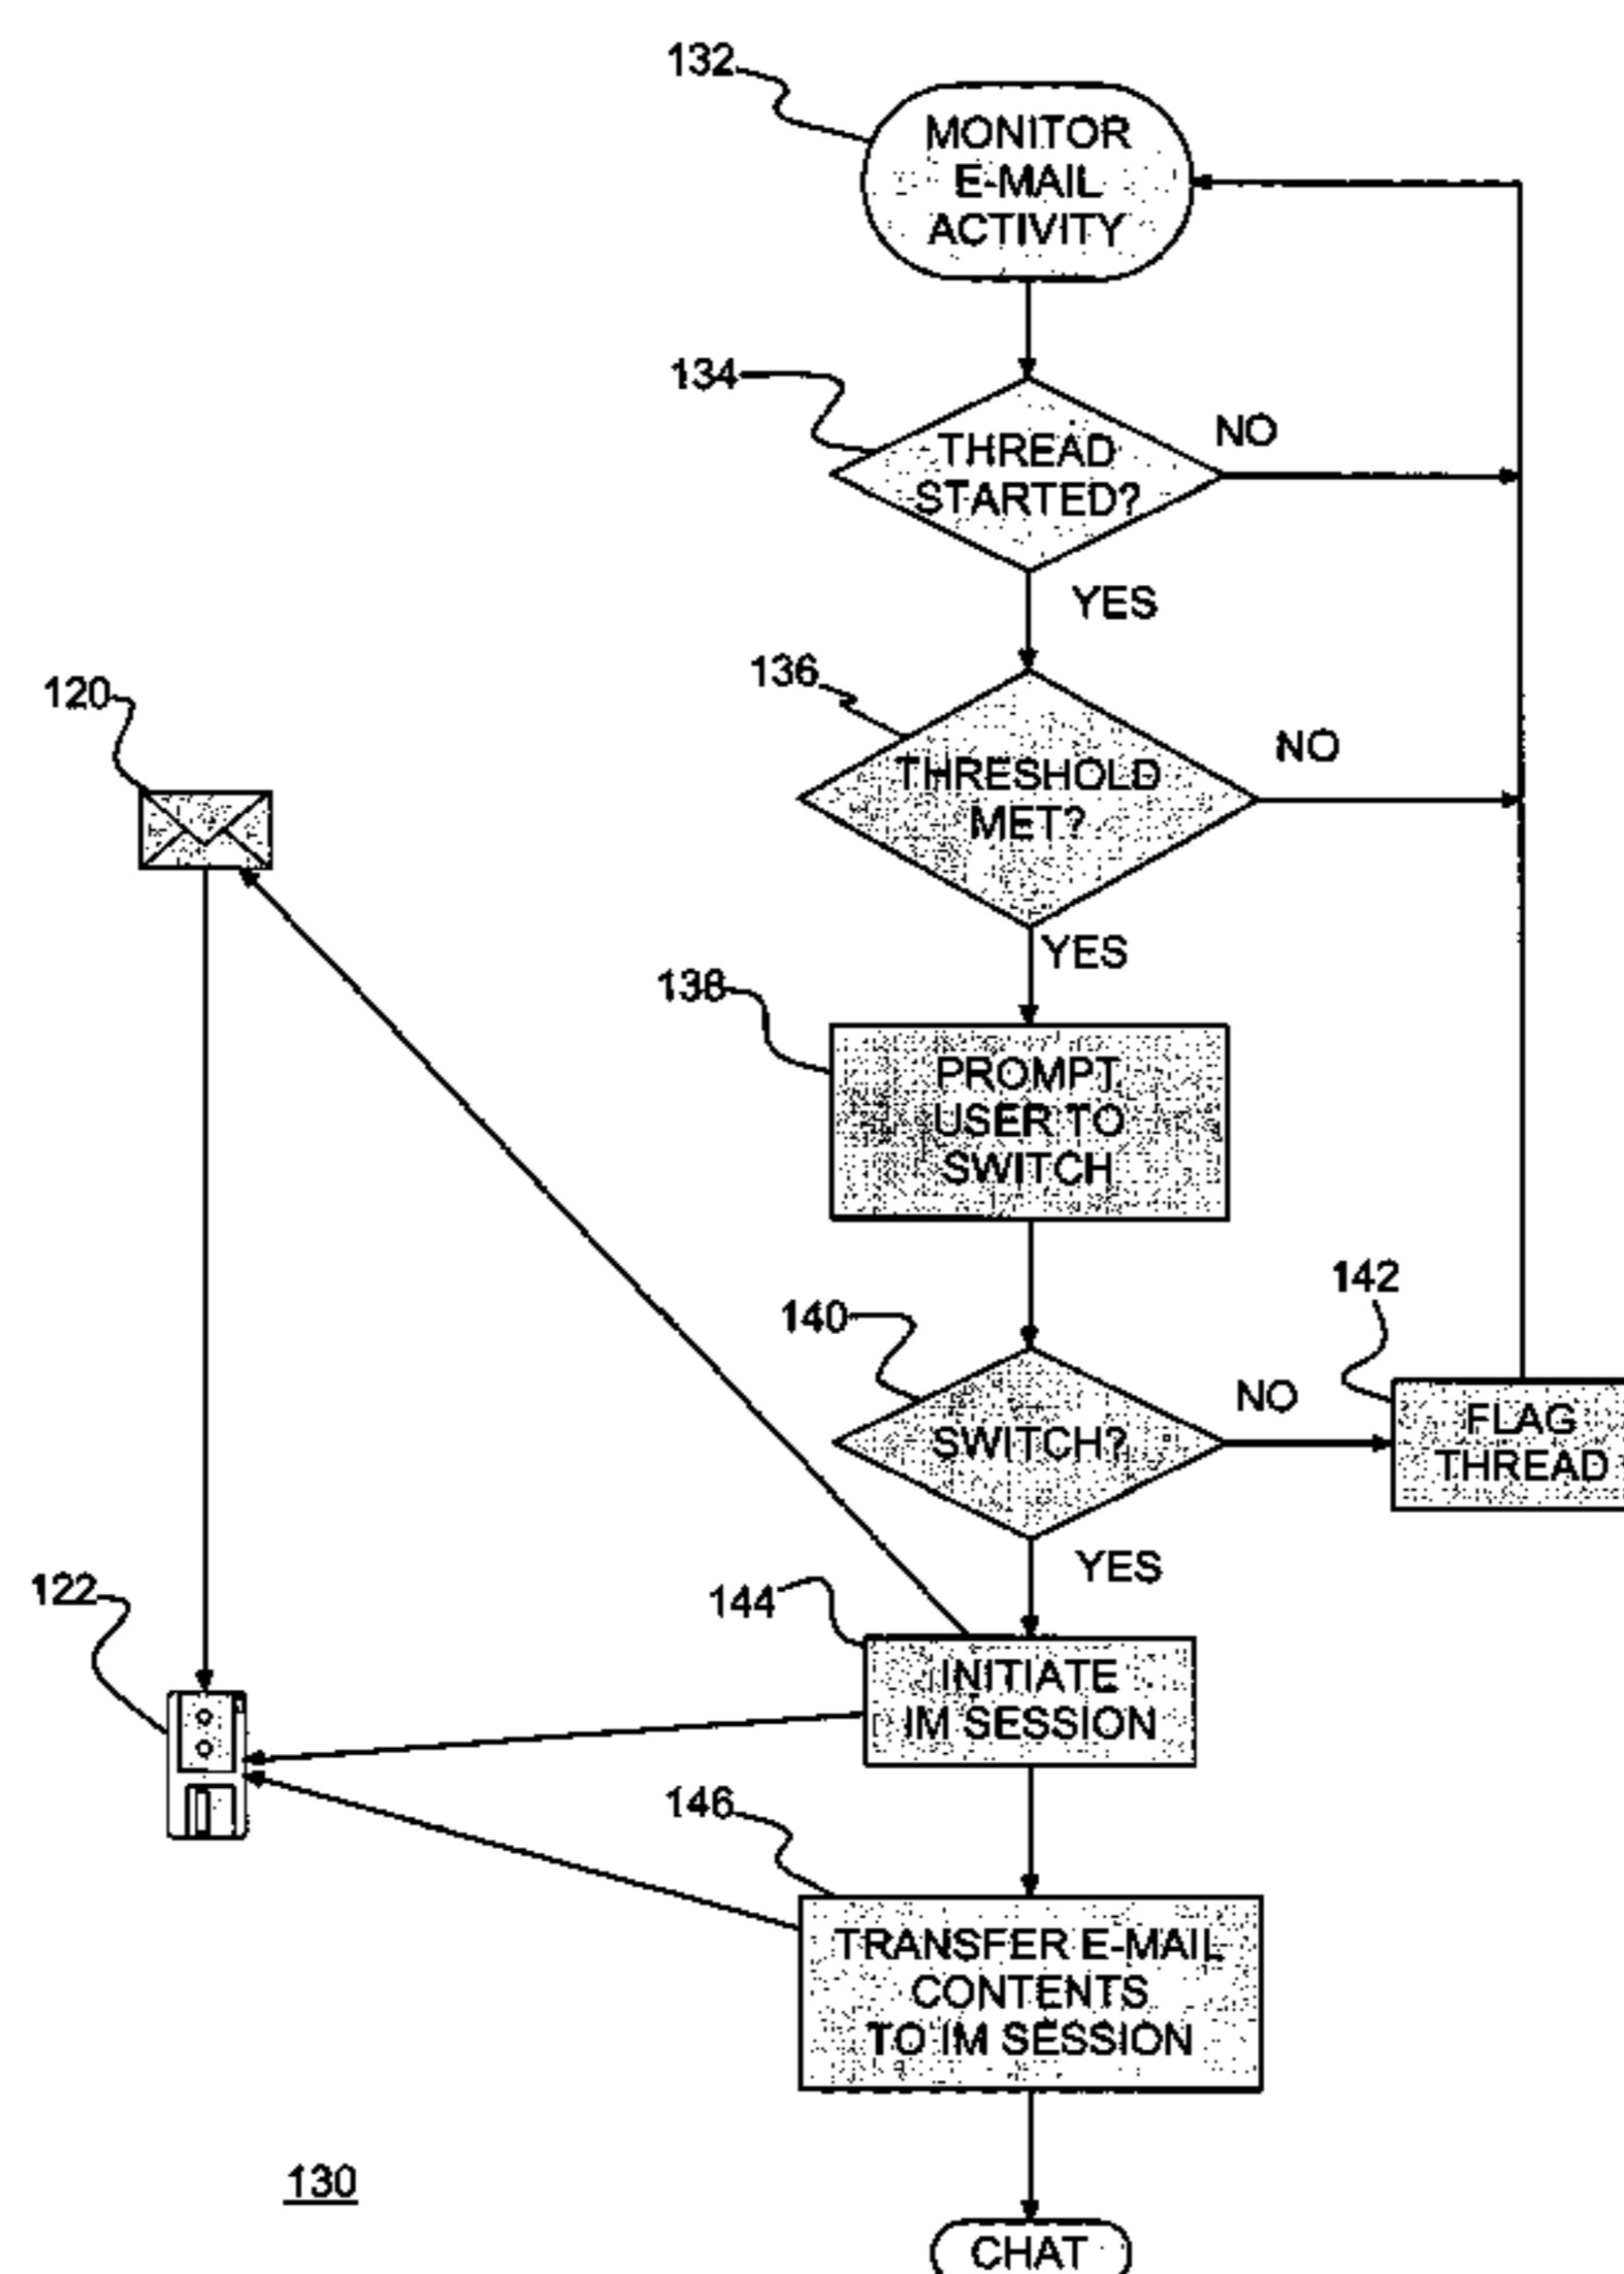 132
MONITOR
E-MAIL
ACTIVITY
134
THREAD
STARTED?
NO
YES
136
THRESHOLD
MET?
NO
YES
120
138
PROMPT
USER TO
SWITCH
140
SWITCH?
NO
142
FLAG
THREAD
YES
122
144
INITIATE
IM SESSION
146
TRANSFER E-MAIL
CONTENTS
TO IM SESSION
130
CHAT